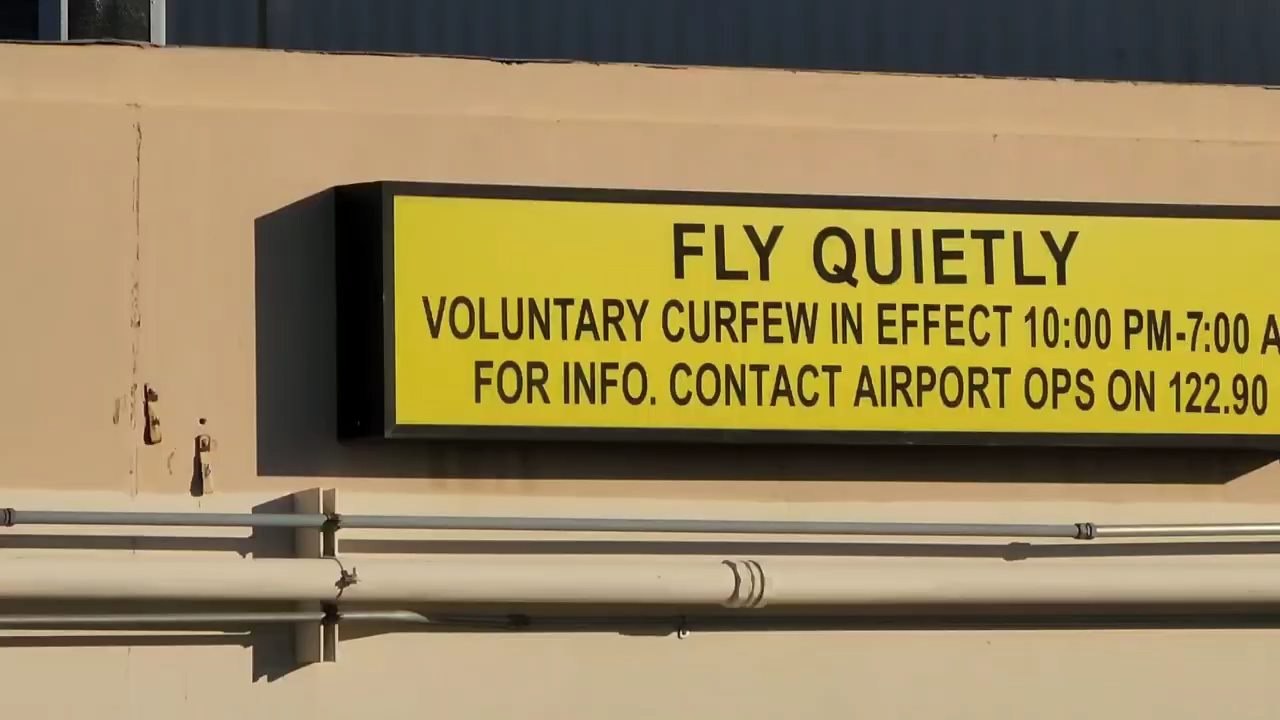 FLY QUIETLY
VOLUNTARY CURFEW IN EFFECT 10:00 PM-7:00 A
FOR INFO. CONTACT AIRPORT OPS ON 122.90